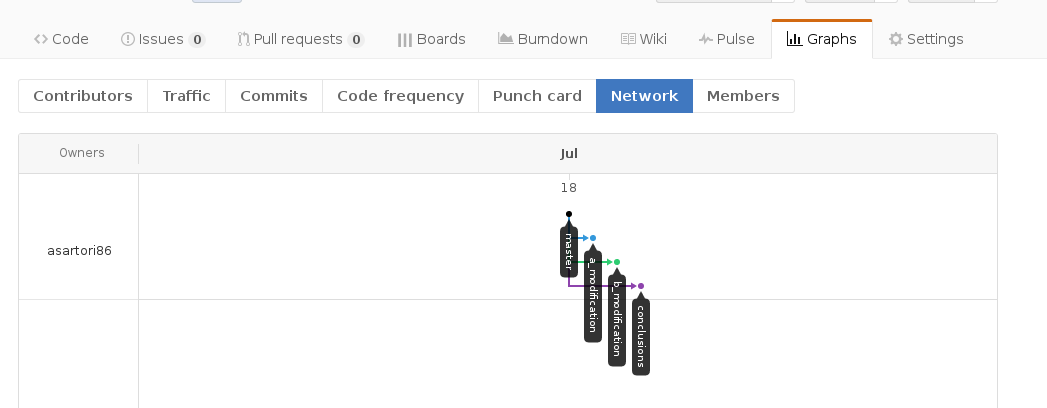 Code Issues 0 Pull requests 0 Boards Burndown Wiki Pulse Graphs Settings
Contributors Traffic Commits Code frequency Punch card Network Members
Owners Jul
18
asartori86
master
a_modification
b_modification
conclusions